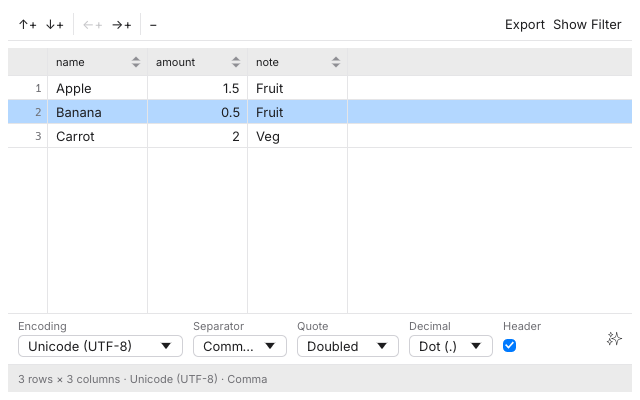 ↑+ ↓+ ←+ →+ − Export Show Filter
name amount note
1 Apple 1.5 Fruit
2 Banana 0.5 Fruit
3 Carrot 2 Veg
Encoding Separator Quote Decimal Header
Unicode (UTF-8) Comm... Doubled Dot (.)
3 rows × 3 columns · Unicode (UTF-8) · Comma